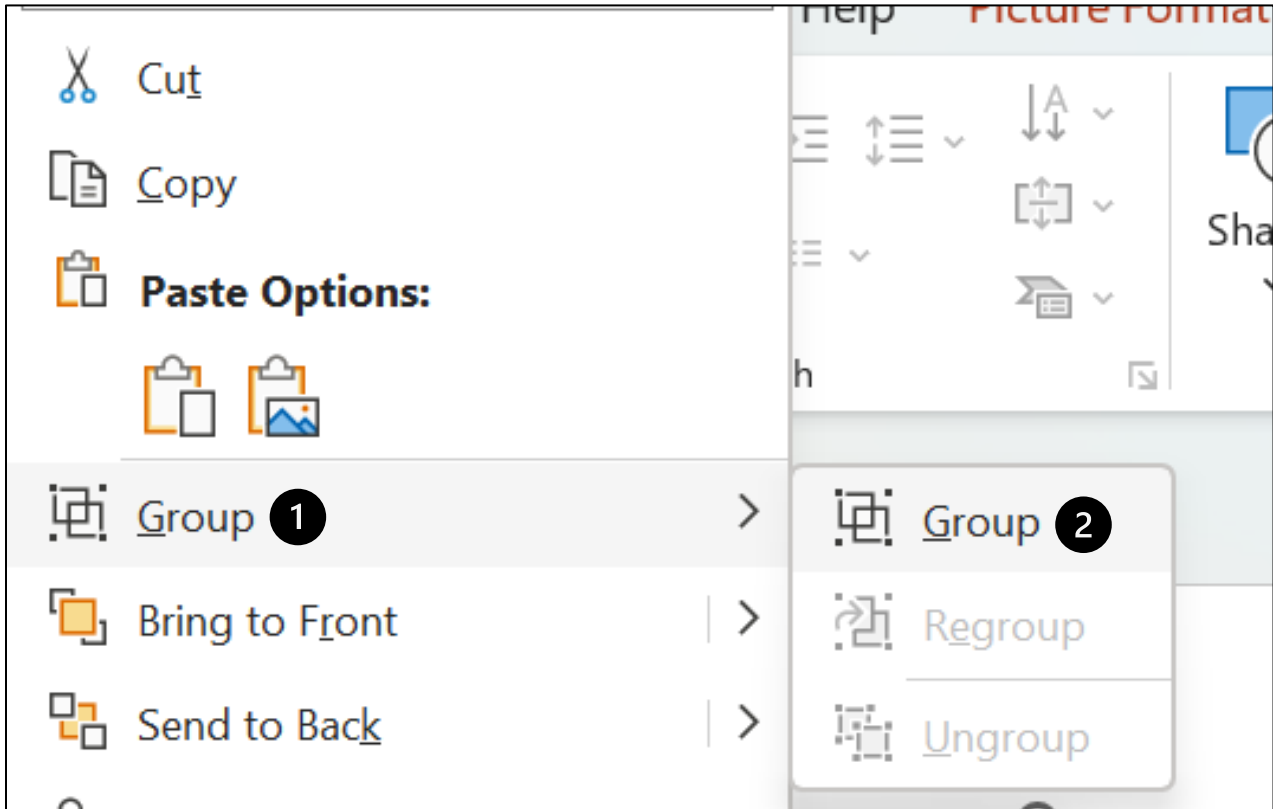 Help Picture Format
Cut
Copy
Paste Options:
A
Sha
h
Group 1
Group 2
Bring to Front
Regroup
Send to Back
Ungroup